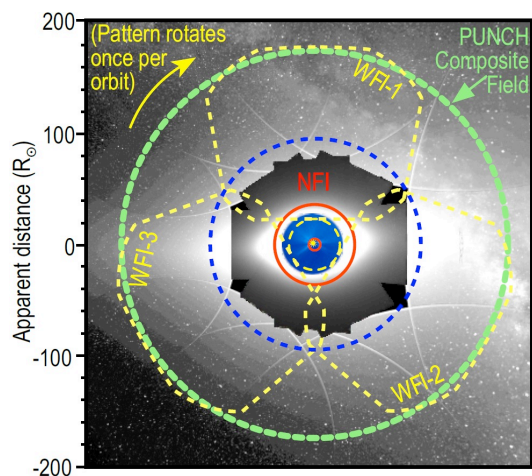 200
(Pattern rotates
once per
orbit)
WFI-1
PUNCH
Composite
Field
100
NFI
Apparent distance (R☉)
0
WFI-3
-100
WFI-2
-200